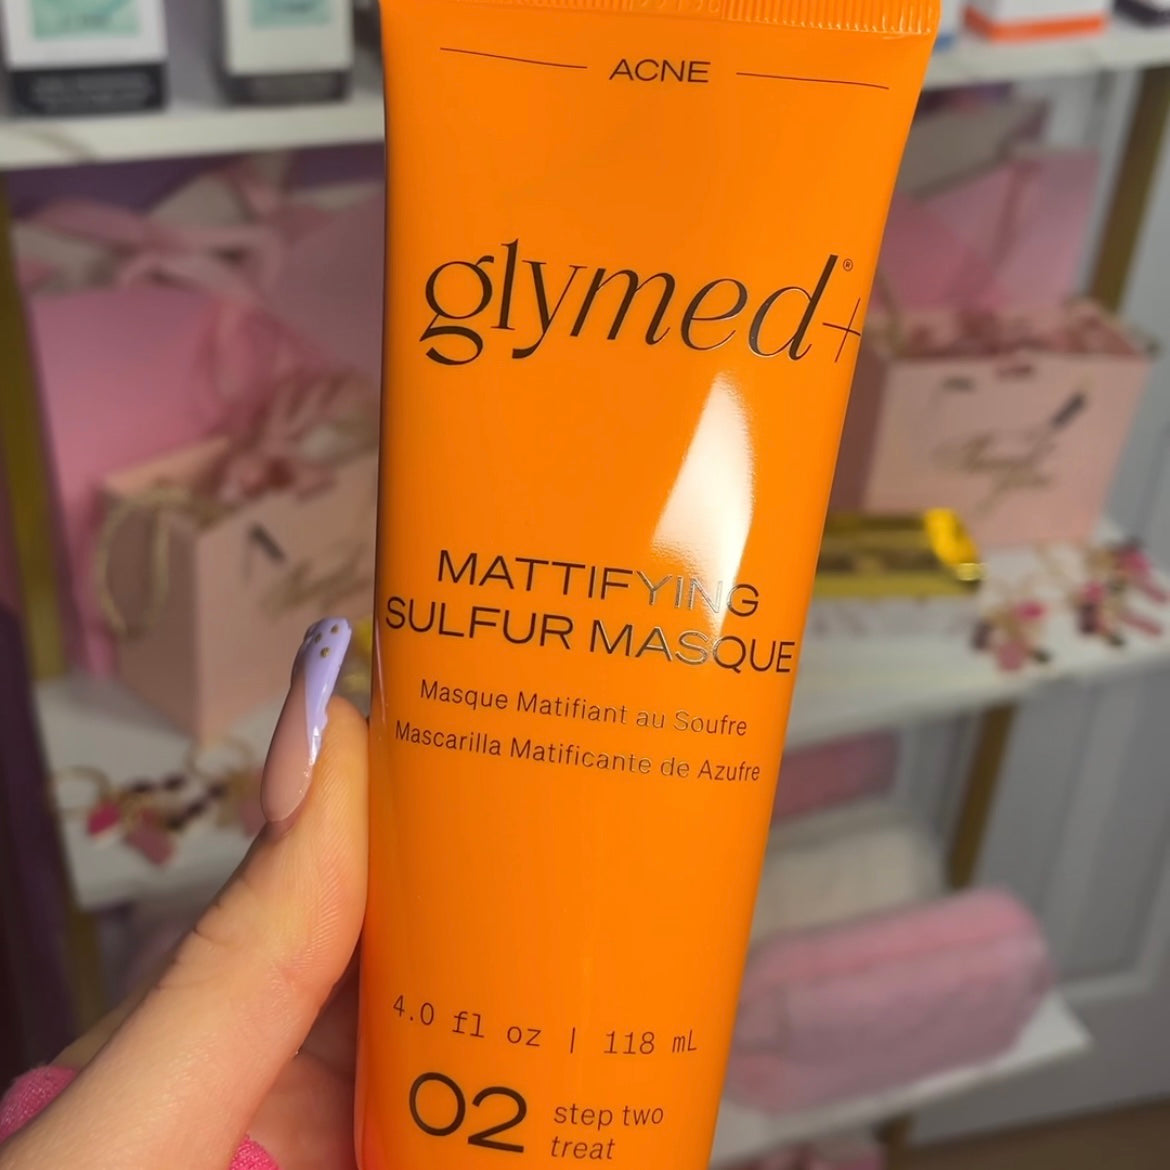 ACNE
glymed+®
MATTIFYING
SULFUR MASQUE
Masque Matifiant au Soufre
Mascarilla Matificante de Azufre
4.0 fl oz | 118 mL
02
step two
treat